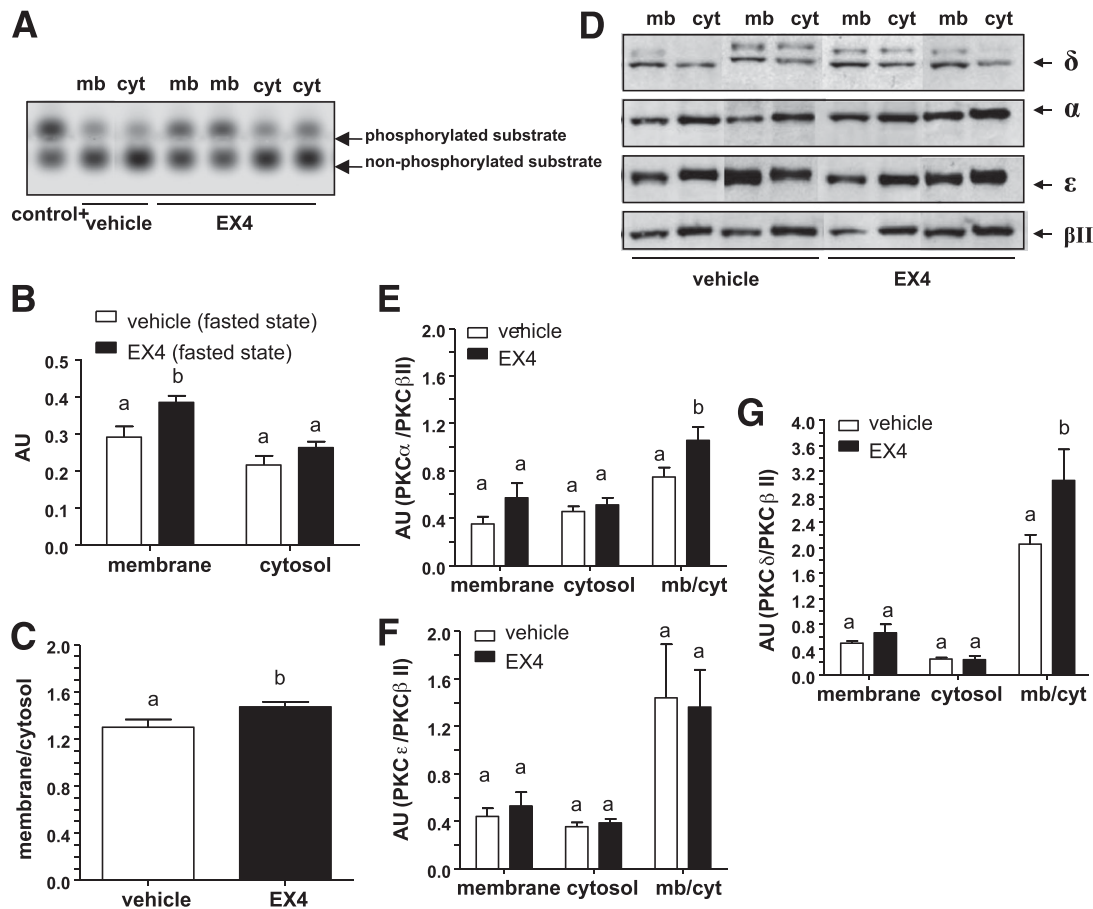 A
mb cyt mb mb cyt cyt
phosphorylated substrate
non-phosphorylated substrate
control+
vehicle
EX4
D
mb cyt mb cyt mb cyt mb cyt
δ
α
ε
βII
vehicle
EX4
B
vehicle (fasted state)
EX4 (fasted state)
AU
0.5
0.4
0.3
0.2
0.1
0.0
a
b
a
a
membrane
cytosol
C
membrane/cytosol
2.0
1.6
1.2
0.8
0.4
0.0
a
b
vehicle
EX4
E
vehicle
EX4
AU (PKCα/PKCβII)
2.0
1.6
1.2
0.8
0.4
0.0
a
a
a
a
a
b
membrane
cytosol
mb/cyt
F
vehicle
EX4
AU (PKC ε/PKCβ II)
2.0
1.6
1.2
0.8
0.4
0.0
a
a
a
a
a
a
membrane
cytosol
mb/cyt
G
vehicle
EX4
AU (PKC δ/PKC β II)
4.0
3.6
3.2
2.8
2.4
2.0
1.6
1.2
0.8
0.4
0.0
a
a
a
a
a
b
membrane
cytosol
mb/cyt